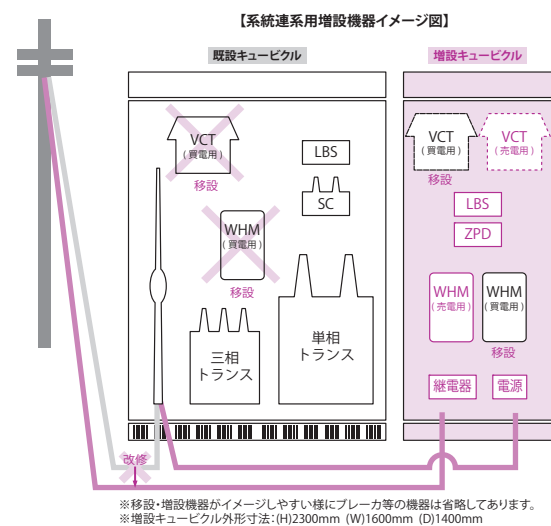 【系統連系用増設機器イメージ図】
既設キュービクル
増設キュービクル
VCT
(買電用)
移設
LBS
SC
WHM
(買電用)
移設
三相
トランス
単相
トランス
VCT
(買電用)
移設
VCT
(売電用)
LBS
ZPD
WHM
(売電用)
WHM
(買電用)
移設
継電器
電源
改修
※移設・増設機器がイメージしやすい様にブレーカ等の機器は省略してあります。
※増設キュービクル外形寸法:(H)2300mm (W)1600mm (D)1400mm